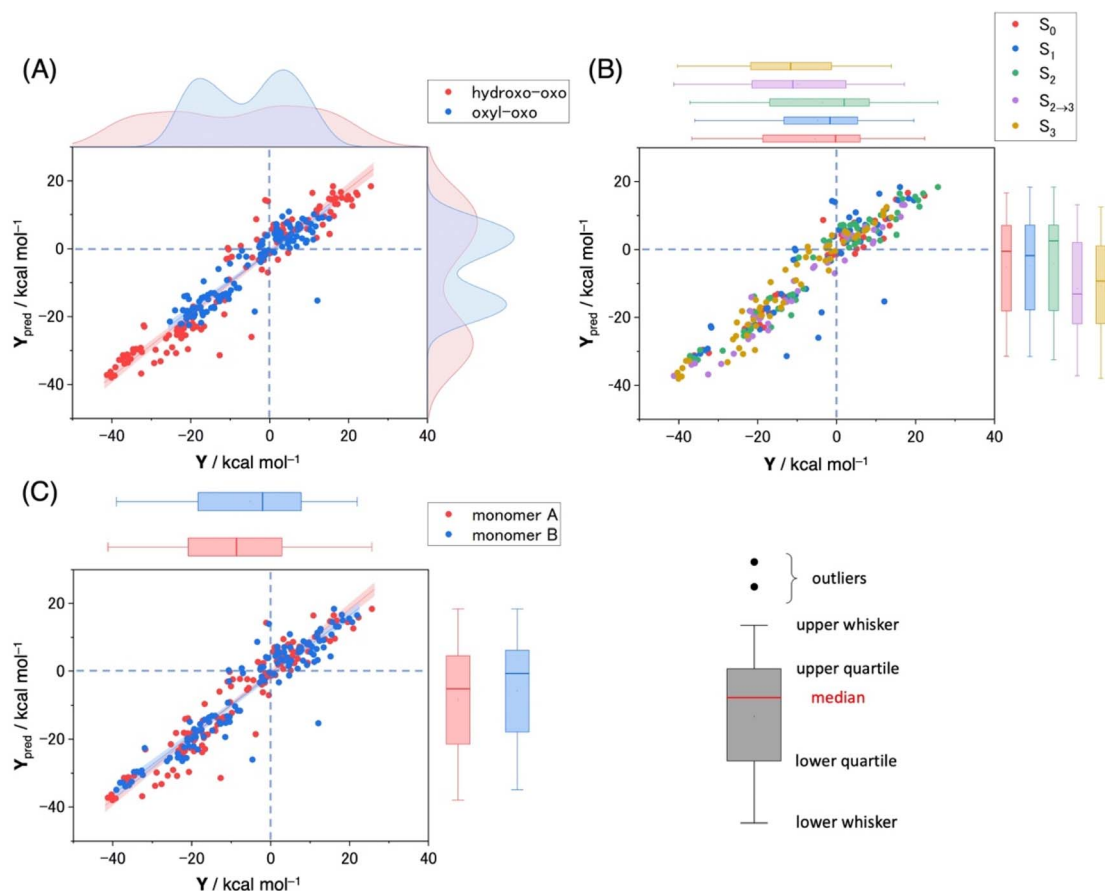 (A)
hydroxo-oxo
oxyl-oxo
20
0
−20
−40
Y_pred / kcal mol⁻¹
−40 −20 0 20 40
Y / kcal mol⁻¹
(B)
S₀
S₁
S₂
S₂→₃
S₃
20
0
-20
-40
Y_pred / kcal mol⁻¹
−40 −20 0 20 40
Y / kcal mol⁻¹
(C)
monomer A
monomer B
20
0
−20
−40
Y_pred / kcal mol⁻¹
−40 −20 0 20 40
Y / kcal mol⁻¹
outliers
upper whisker
upper quartile
median
lower quartile
lower whisker